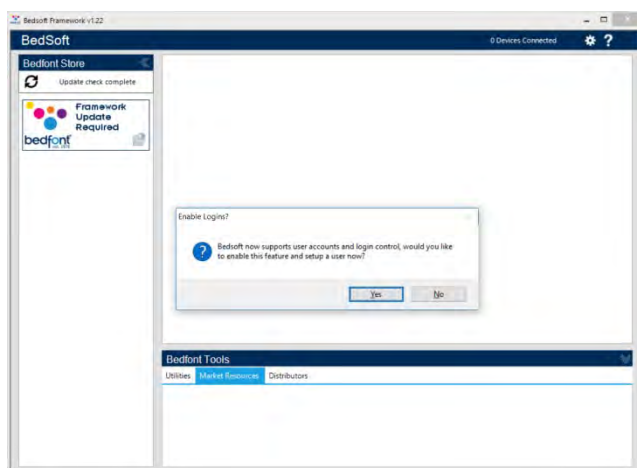 Bedsoft Framework v1.22
BedSoft
0 Devices Connected
?
Bedfont Store
Update check complete
Framework
Update
Required
bedfont
Enable Logins?
?
Bedsoft now supports user accounts and login control, would you like
to enable this feature and setup a user now?
Yes
No
Bedfont Tools
Utilities Market Resources Distributors